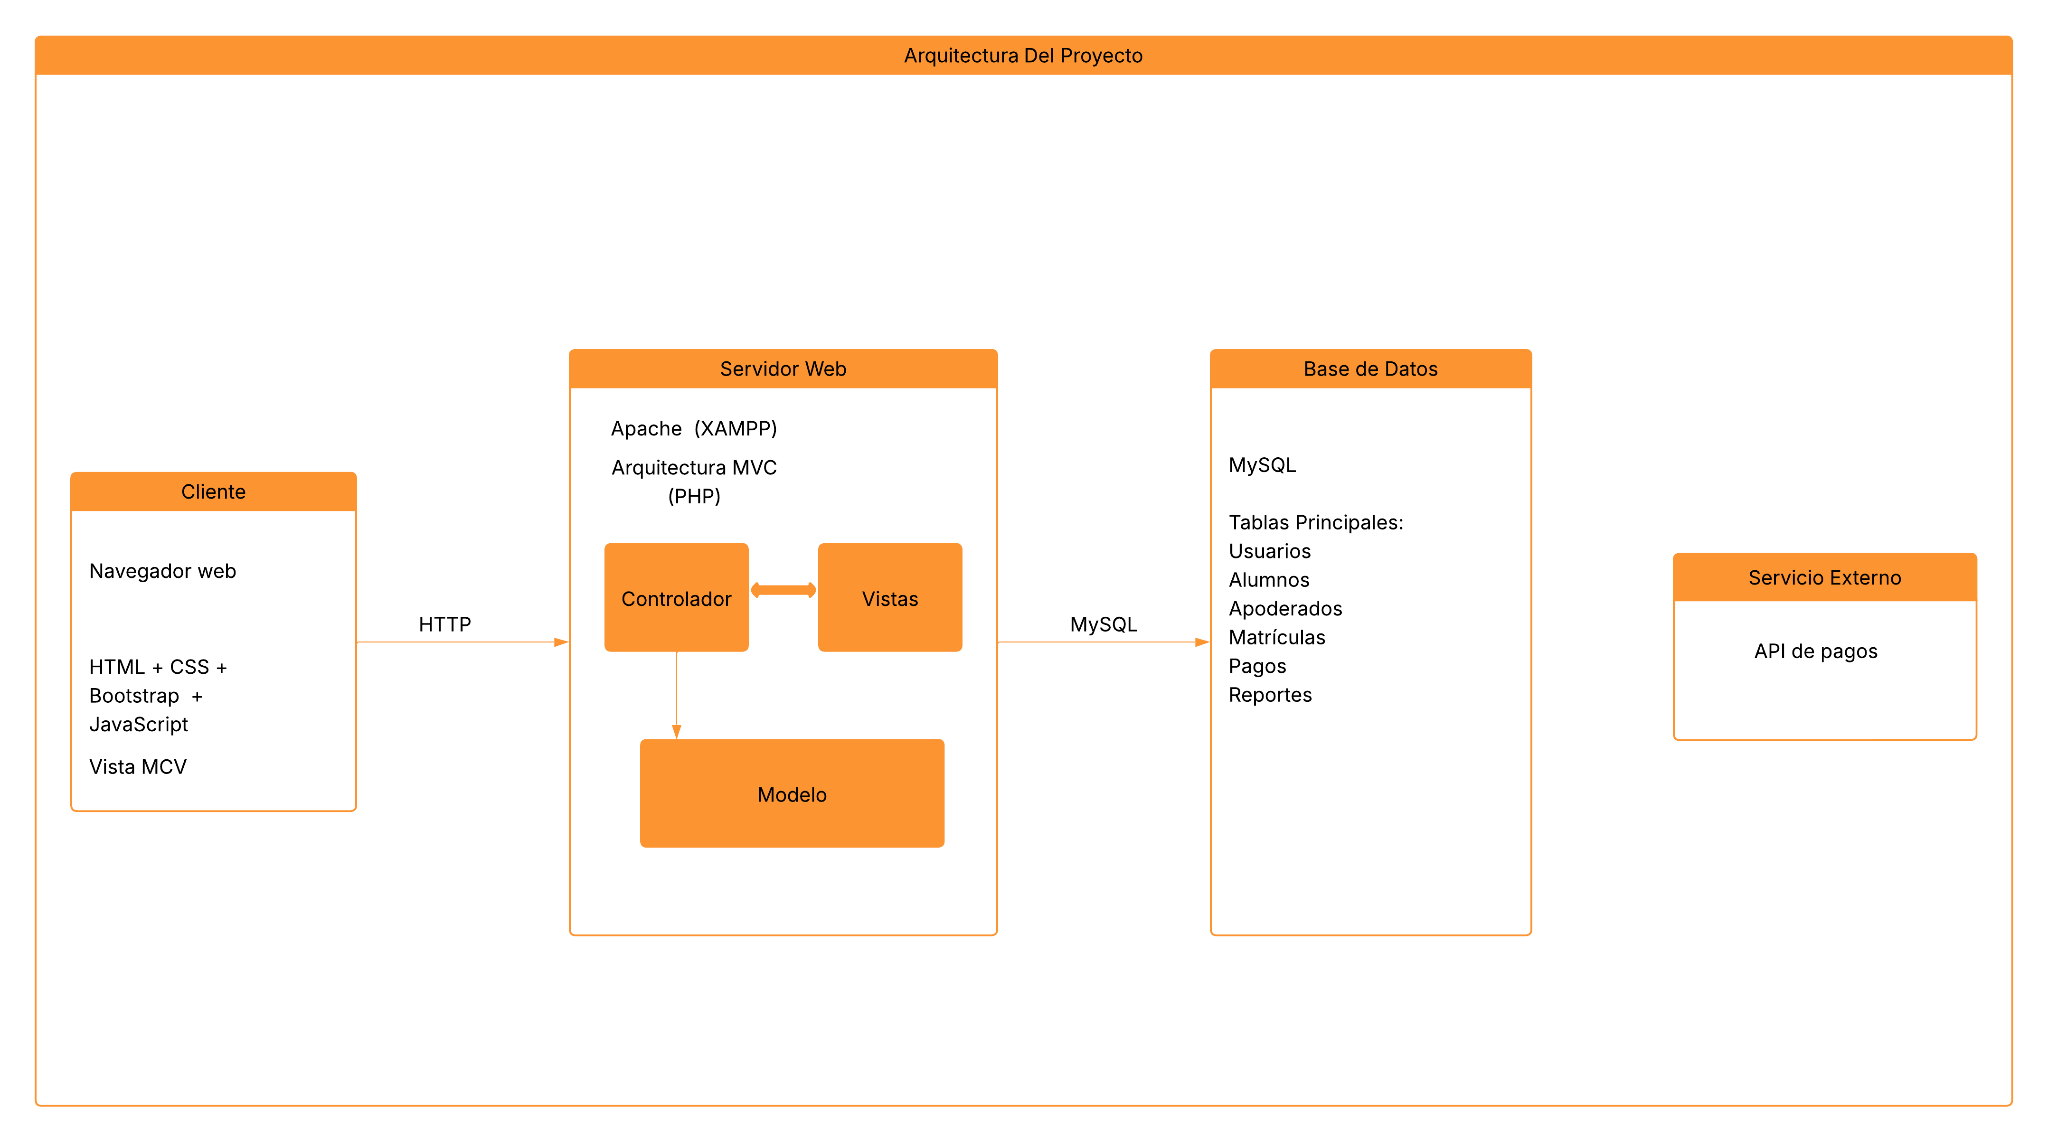 Arquitectura Del Proyecto
Cliente
Navegador web
HTML + CSS +
Bootstrap  +
JavaScript
Vista MCV
HTTP
Servidor Web
Apache  (XAMPP)
Arquitectura MVC
(PHP)
Controlador
Vistas
Modelo
MySQL
Base de Datos
MySQL
Tablas Principales:
Usuarios
Alumnos
Apoderados
Matrículas
Pagos
Reportes
Servicio Externo
API de pagos